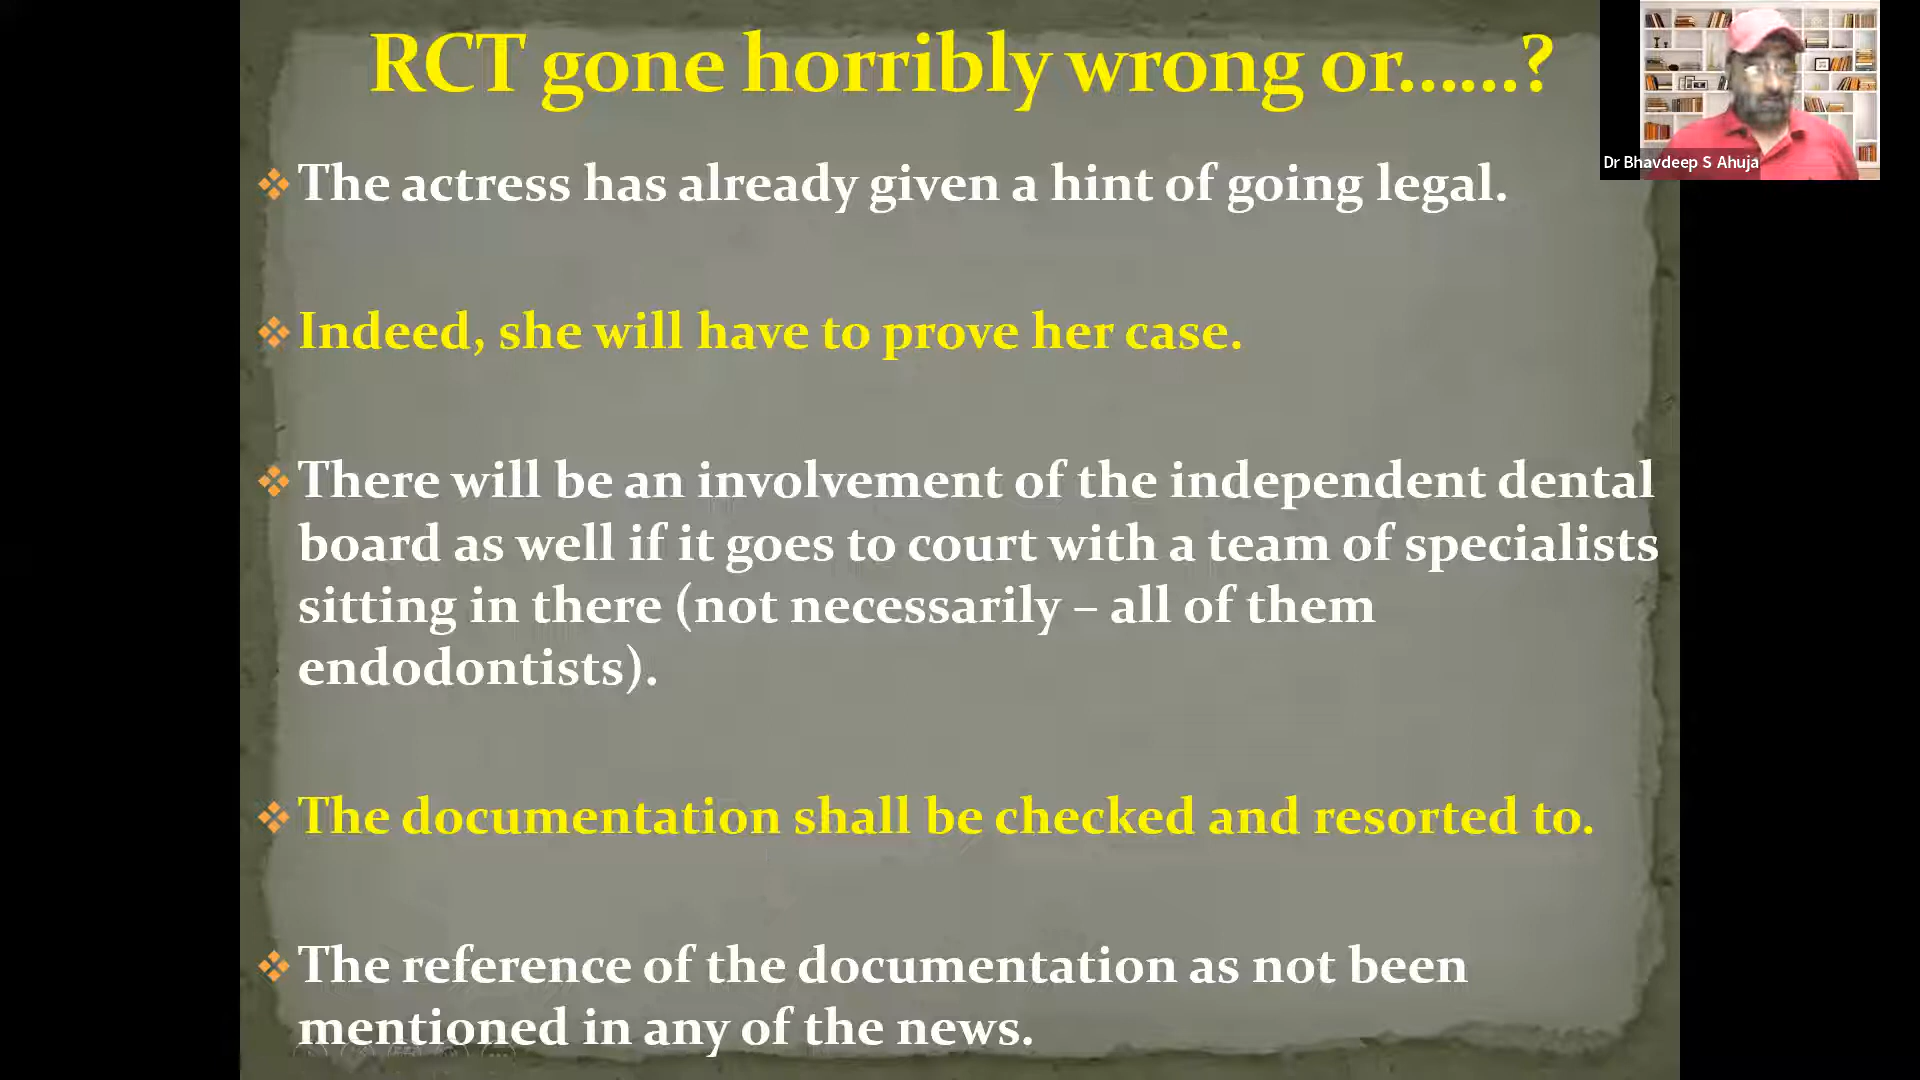 RCT gone horribly wrong or......?
Dr Bhavdeep S Ahuja
The actress has already given a hint of going legal.
Indeed, she will have to prove her case.
There will be an involvement of the independent dental
board as well if it goes to court with a team of specialists
sitting in there (not necessarily – all of them
endodontists).
The documentation shall be checked and resorted to.
The reference of the documentation as not been
mentioned in any of the news.